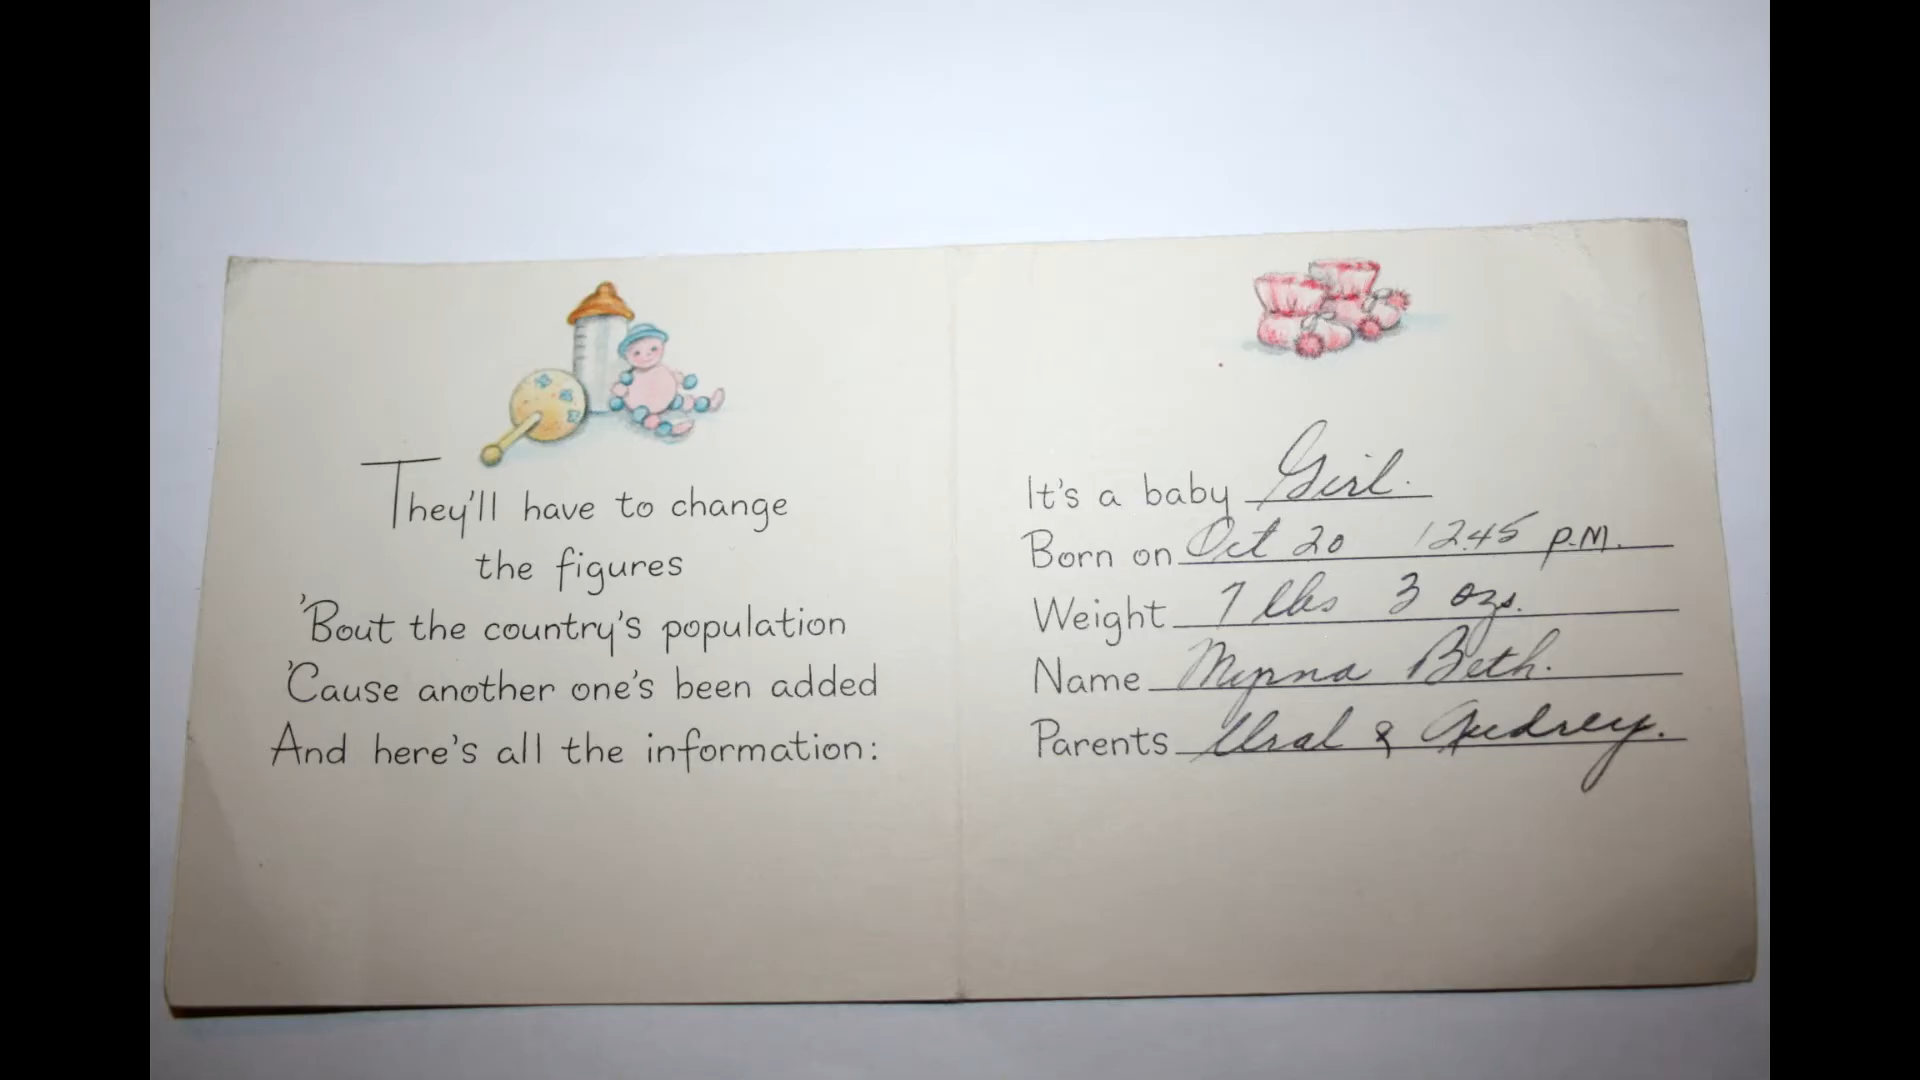 They'll have to change
the figures
'Bout the country's population
'Cause another one's been added
And here's all the information:
It's a baby Girl.
Born on Oct 20 12.45 P.M.
Weight 7 lbs 3 ozs.
Name Myrna Beth.
Parents Ural & Audrey.